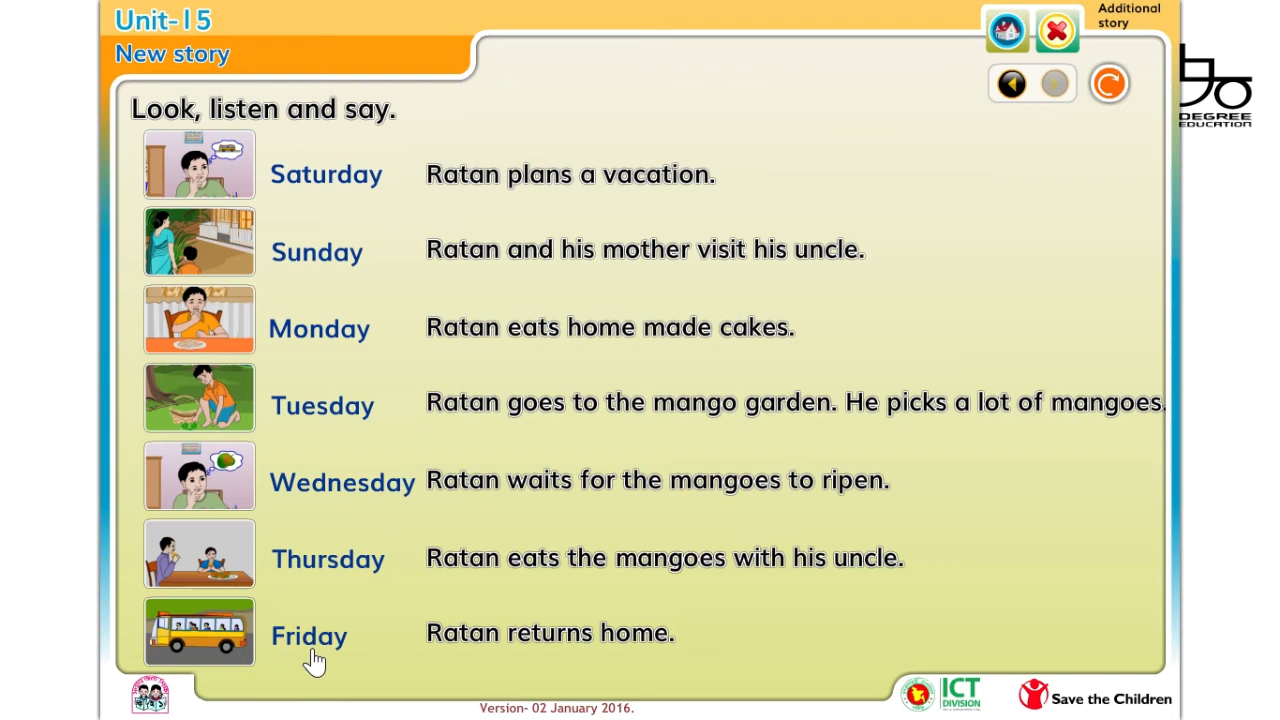 Unit-15
Additional
story
New story
DEGREE
EDUCATION
Look, listen and say.
Saturday Ratan plans a vacation.
Sunday Ratan and his mother visit his uncle.
Monday Ratan eats home made cakes.
Tuesday Ratan goes to the mango garden. He picks a lot of mangoes.
Wednesday Ratan waits for the mangoes to ripen.
Thursday Ratan eats the mangoes with his uncle.
Friday Ratan returns home.
ICT
DIVISION
Save the Children
Version- 02 January 2016.